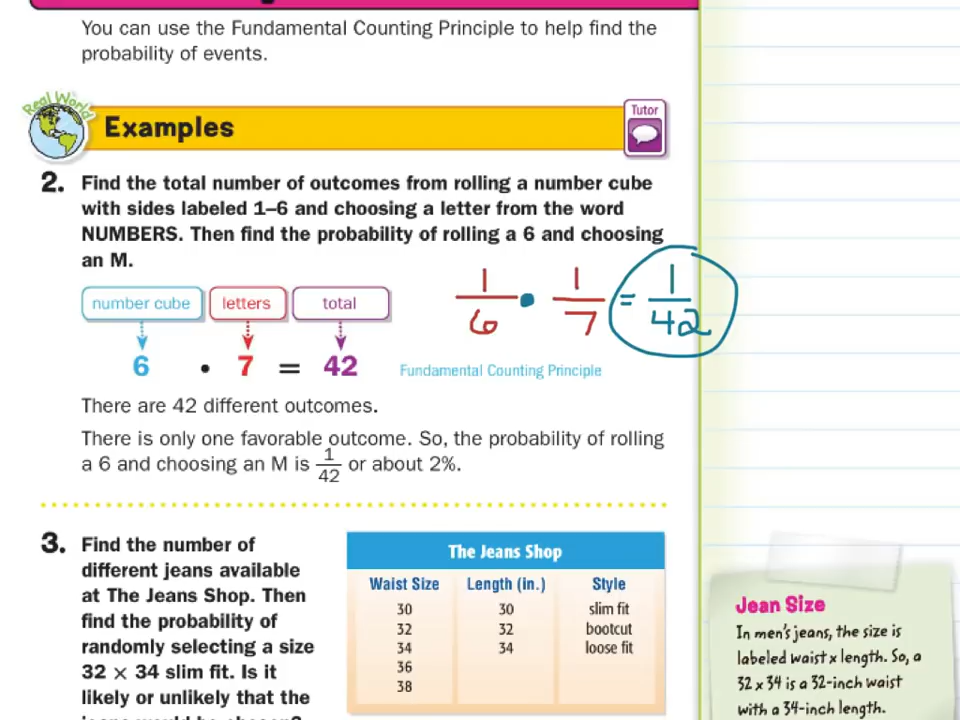 You can use the Fundamental Counting Principle to help find the
probability of events.
Real World
Examples
Tutor
2. Find the total number of outcomes from rolling a number cube
with sides labeled 1–6 and choosing a letter from the word
NUMBERS. Then find the probability of rolling a 6 and choosing
an M.
1/6 • 1/7 = 1/42
number cube letters total
6 • 7 = 42 Fundamental Counting Principle
There are 42 different outcomes.
There is only one favorable outcome. So, the probability of rolling
a 6 and choosing an M is 1/42 or about 2%.
3. Find the number of
different jeans available
at The Jeans Shop. Then
find the probability of
randomly selecting a size
32 × 34 slim fit. Is it
likely or unlikely that the
The Jeans Shop
Waist Size Length (in.) Style
30 30 slim fit
32 32 bootcut
34 34 loose fit
36
38
Jean Size
In men's jeans, the size is
labeled waist x length. So, a
32 x 34 is a 32-inch waist
with a 34-inch length.